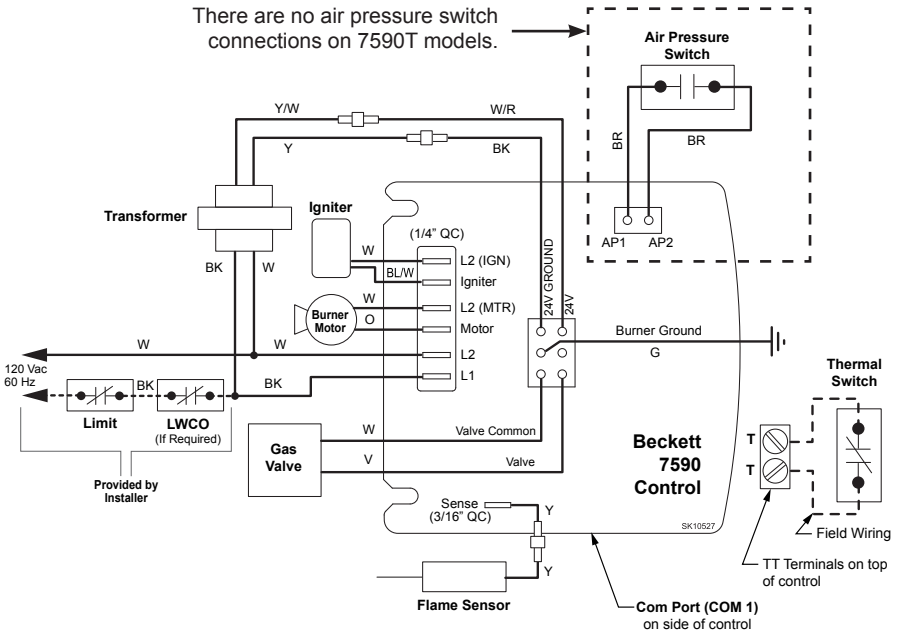 There are no air pressure switch
connections on 7590T models.
Air Pressure
Switch
BR
BR
AP1
AP2
Y/W
W/R
Y
BK
Transformer
BK
W
Igniter
(1/4" QC)
W
L2 (IGN)
BL/W
Igniter
W
L2 (MTR)
Burner
Motor
O
Motor
24V GROUND
24V
Burner Ground
G
W
W
L2
120 Vac
60 Hz
BK
BK
L1
Limit
LWCO
(If Required)
Provided by
Installer
Gas
Valve
W
Valve Common
V
Valve
Beckett
7590
Control
Thermal
Switch
T
T
Sense
(3/16" QC)
Y
SK10527
Field Wiring
Y
TT Terminals on top
of control
Flame Sensor
Com Port (COM 1)
on side of control